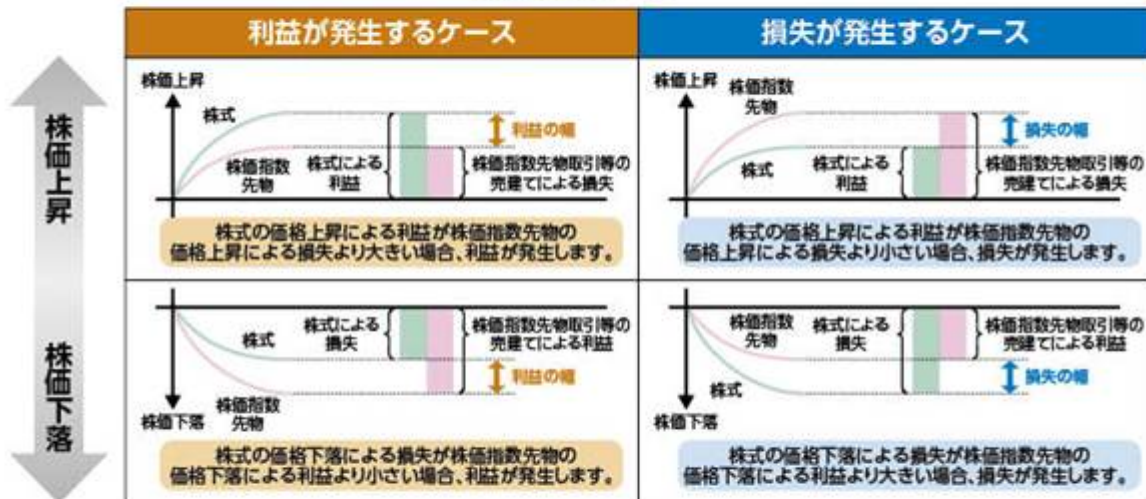 利益が発生するケース
損失が発生するケース
株価上昇
株価下落
株価上昇
株式
株価指数
先物
株式による
利益
利益の幅
株価指数先物取引等の
売建てによる損失
株式の価格上昇による利益が株価指数先物の
価格上昇による損失より大きい場合、利益が発生します。
株価上昇
株価指数
先物
株式
株式による
利益
損失の幅
株価指数先物取引等の
売建てによる損失
株式の価格上昇による利益が株価指数先物の
価格上昇による損失より小さい場合、損失が発生します。
株式
株価指数
先物
株価下落
株式による
損失
株価指数先物取引等の
売建てによる利益
利益の幅
株式の価格下落による損失が株価指数先物の
価格下落による利益より小さい場合、利益が発生します。
株価指数
先物
株式
株価下落
株式による
損失
株価指数先物取引等の
売建てによる利益
損失の幅
株式の価格下落による損失が株価指数先物の
価格下落による利益より大きい場合、損失が発生します。